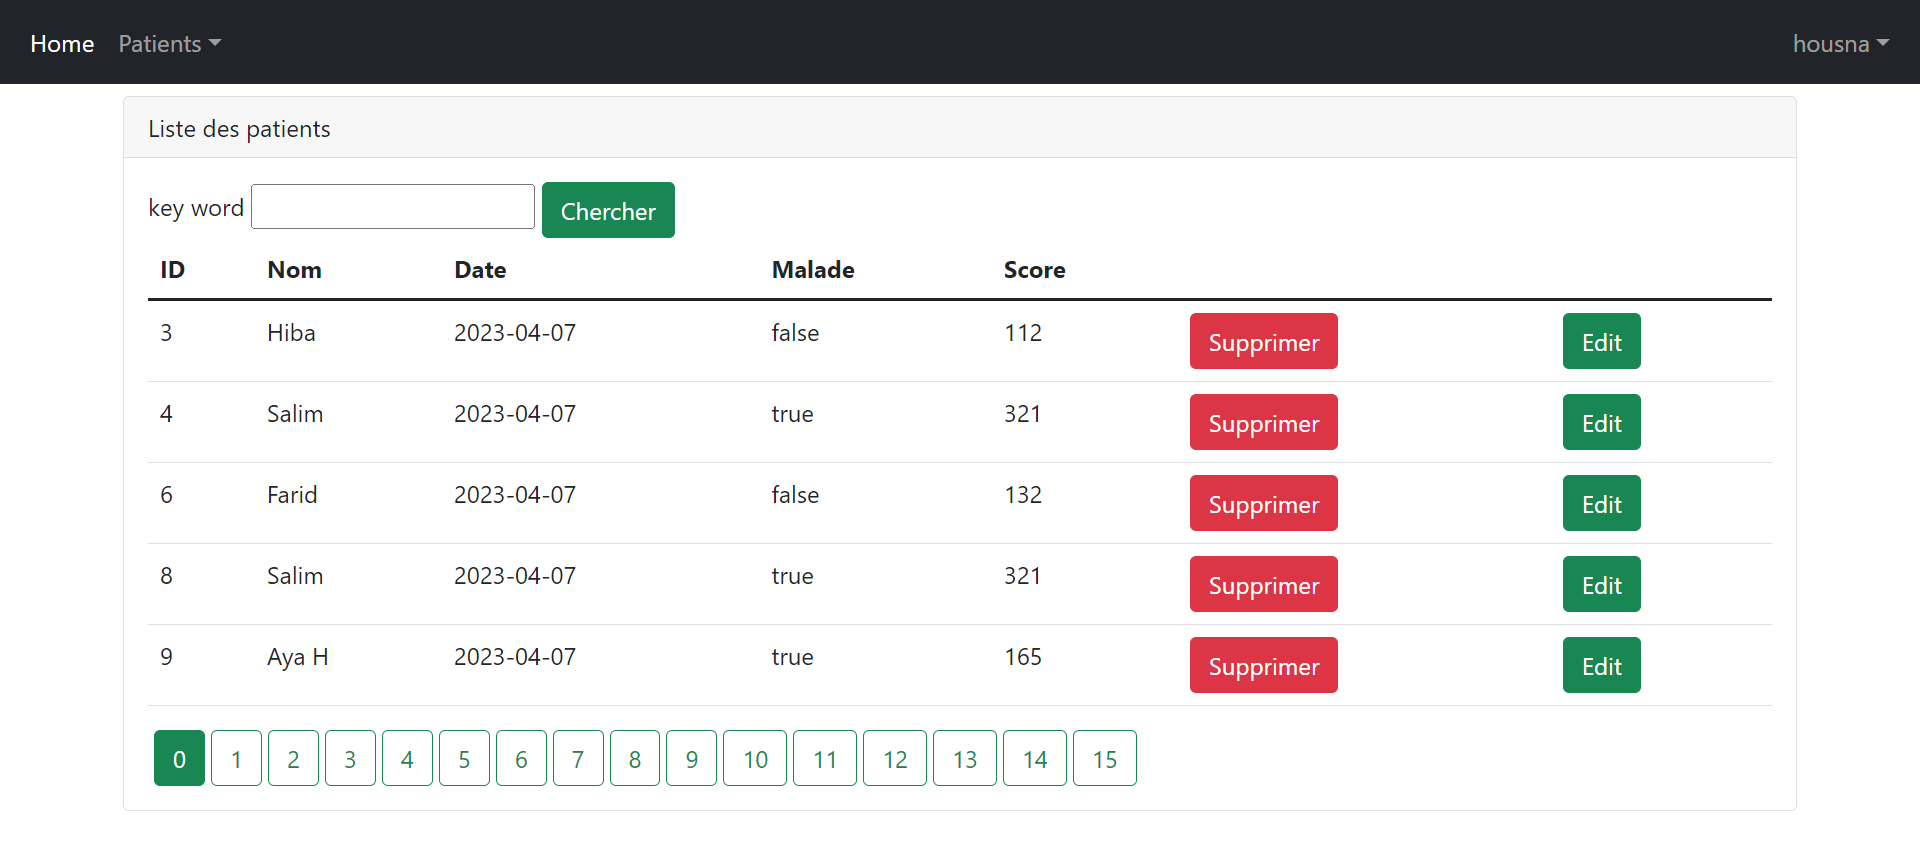 Home Patients housna
Liste des patients
key word Chercher
ID Nom Date Malade Score
3 Hiba 2023-04-07 false 112 Supprimer Edit
4 Salim 2023-04-07 true 321 Supprimer Edit
6 Farid 2023-04-07 false 132 Supprimer Edit
8 Salim 2023-04-07 true 321 Supprimer Edit
9 Aya H 2023-04-07 true 165 Supprimer Edit
0 1 2 3 4 5 6 7 8 9 10 11 12 13 14 15